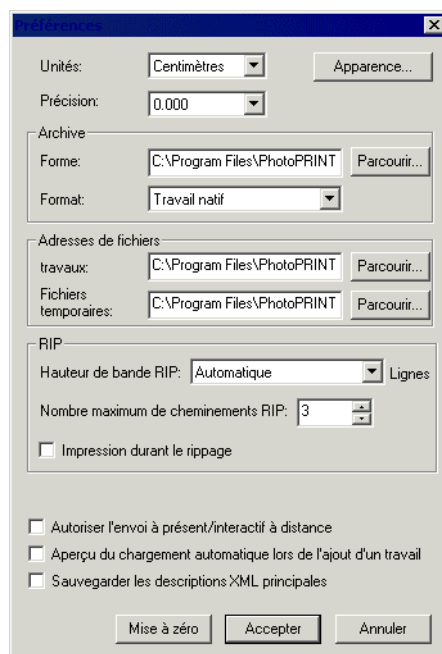 Préférences
Unités: Centimètres Apparence...
Précision: 0.000
Archive
Forme: C:\Program Files\PhotoPRINT Parcourir...
Format: Travail natif
Adresses de fichiers
travaux: C:\Program Files\PhotoPRINT Parcourir...
Fichiers
temporaires: C:\Program Files\PhotoPRINT Parcourir...
RIP
Hauteur de bande RIP: Automatique Lignes
Nombre maximum de cheminements RIP: 3
Impression durant le rippage
Autoriser l'envoi à présent/interactif à distance
Aperçu du chargement automatique lors de l'ajout d'un travail
Sauvegarder les descriptions XML principales
Mise à zéro Accepter Annuler